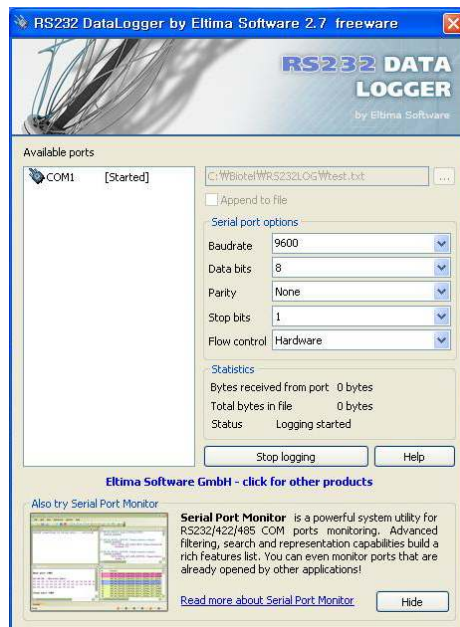 RS232 DataLogger by Eltima Software 2.7 freeware
RS232 DATA
LOGGER
by Eltima Software
Available ports
COM1 [Started]
C:₩Biotel₩RS232LOG₩test.txt
...
Append to file
Serial port options
Baudrate 9600
Data bits 8
Parity None
Stop bits 1
Flow control Hardware
Statistics
Bytes received from port 0 bytes
Total bytes in file 0 bytes
Status Logging started
Stop logging
Help
Eltima Software GmbH - click for other products
Also try Serial Port Monitor
Serial Port Monitor is a powerful system utility for
RS232/422/485 COM ports monitoring. Advanced
filtering, search and representation capabilities build a
rich features list. You can even monitor ports that are
already opened by other applications!
Read more about Serial Port Monitor
Hide